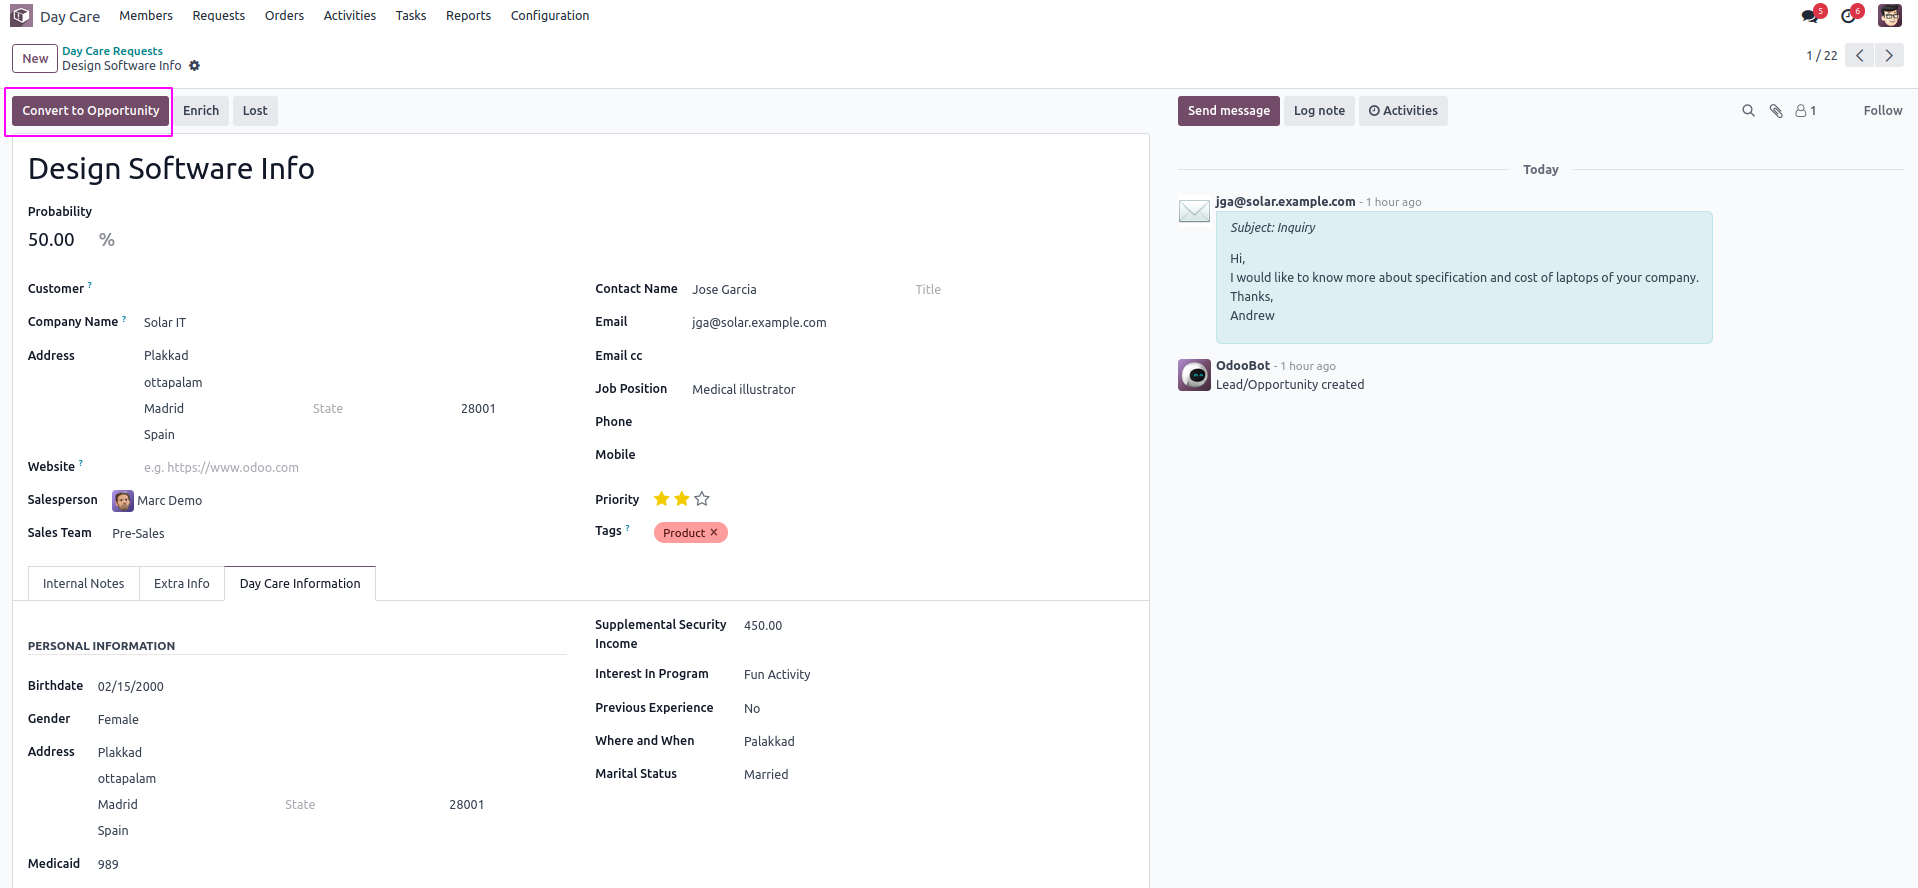 Day Care Members Requests Orders Activities Tasks Reports Configuration 5 6
New Day Care Requests
Design Software Info
1 / 22
Convert to Opportunity Enrich Lost
Send message Log note Activities 1 Follow
Design Software Info
Probability
50.00 %
Customer ?
Company Name ? Solar IT
Address Plakkad
ottapalam
Madrid State 28001
Spain
Website ? e.g. https://www.odoo.com
Salesperson Marc Demo
Sales Team Pre-Sales
Contact Name Jose Garcia Title
Email jga@solar.example.com
Email cc
Job Position Medical illustrator
Phone
Mobile
Priority
Tags ? Product ×
Internal Notes Extra Info Day Care Information
PERSONAL INFORMATION
Birthdate 02/15/2000
Gender Female
Address Plakkad
ottapalam
Madrid State 28001
Spain
Medicaid 989
Supplemental Security
Income 450.00
Interest In Program Fun Activity
Previous Experience No
Where and When Palakkad
Marital Status Married
Today
jga@solar.example.com - 1 hour ago
Subject: Inquiry
Hi,
I would like to know more about specification and cost of laptops of your company.
Thanks,
Andrew
OdooBot - 1 hour ago
Lead/Opportunity created